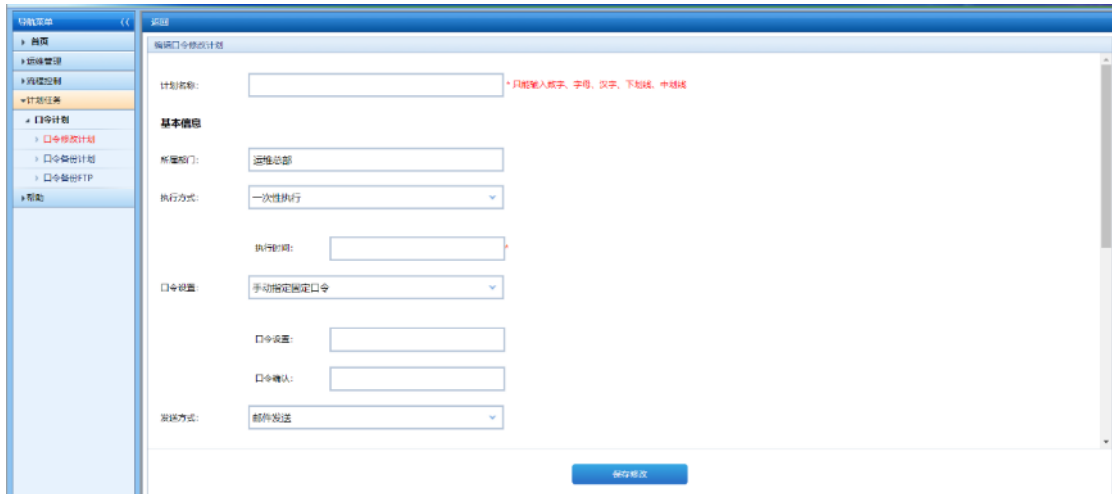 导航菜单
返回
首页
运维管理
流程控制
计划任务
口令计划
口令修改计划
口令备份计划
口令备份FTP
帮助
编辑口令修改计划
计划名称:
* 只能输入数字、字母、汉字、下划线、中划线
基本信息
所属部门:
运维总部
执行方式:
一次性执行
执行时间:
*
口令设置:
手动指定固定口令
口令设置:
口令确认:
发送方式:
邮件发送
保存修改